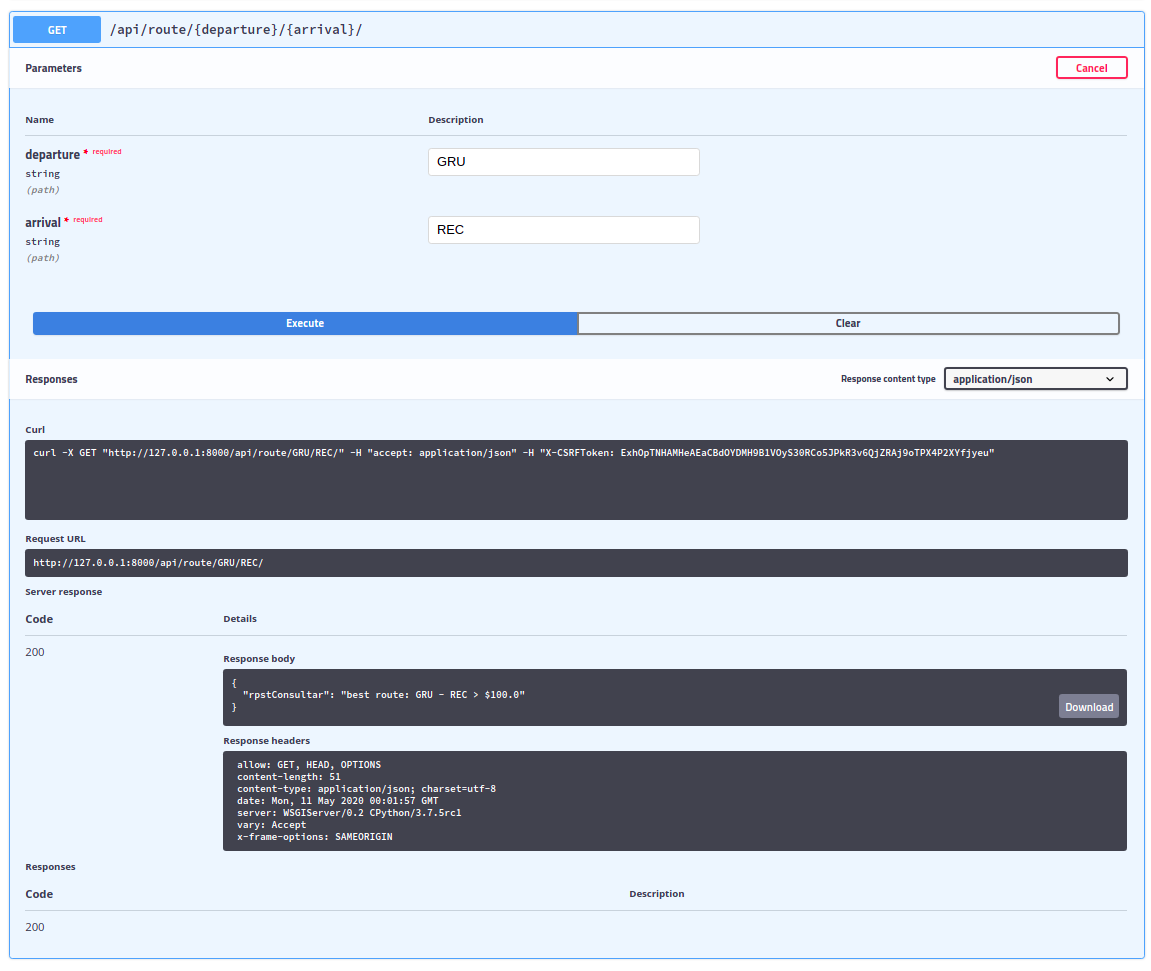 GET /api/route/{departure}/{arrival}/
Parameters Cancel
Name Description
departure * required GRU
string
(path)
arrival * required REC
string
(path)
Execute Clear
Responses Response content type application/json
Curl
curl -X GET "http://127.0.0.1:8000/api/route/GRU/REC/" -H "accept: application/json" -H "X-CSRFToken: ExhOpTNHAMHeAEaCBdOYDMH9B1VOyS30RCo5JPkR3v6QjZRAj9oTPX4P2XYfjyeu"
Request URL
http://127.0.0.1:8000/api/route/GRU/REC/
Server response
Code Details
200
Response body
{
"rpstConsultar": "best route: GRU - REC > $100.0"
}
Download
Response headers
allow: GET, HEAD, OPTIONS
content-length: 51
content-type: application/json; charset=utf-8
date: Mon, 11 May 2020 00:01:57 GMT
server: WSGIServer/0.2 CPython/3.7.5rc1
vary: Accept
x-frame-options: SAMEORIGIN
Responses
Code Description
200